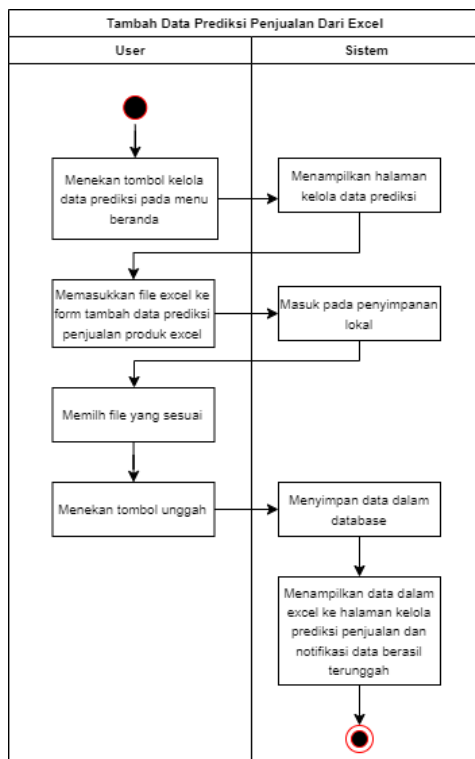 Tambah Data Prediksi Penjualan Dari Excel
User
Sistem
Menekan tombol kelola
data prediksi pada menu
beranda
Menampilkan halaman
kelola data prediksi
Memasukkan file excel ke
form tambah data prediksi
penjualan produk excel
Masuk pada penyimpanan
lokal
Memilh file yang sesuai
Menekan tombol unggah
Menyimpan data dalam
database
Menampilkan data dalam
excel ke halaman kelola
prediksi penjualan dan
notifikasi data berasil
terunggah